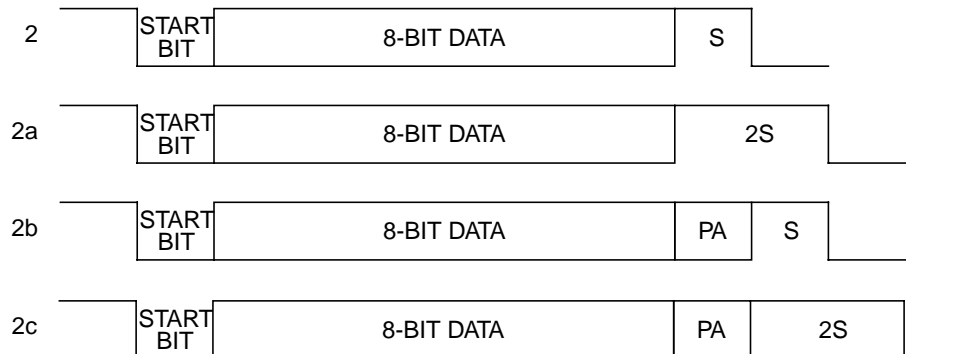 2 START BIT 8-BIT DATA S
2a START BIT 8-BIT DATA 2S
2b START BIT 8-BIT DATA PA S
2c START BIT 8-BIT DATA PA 2S